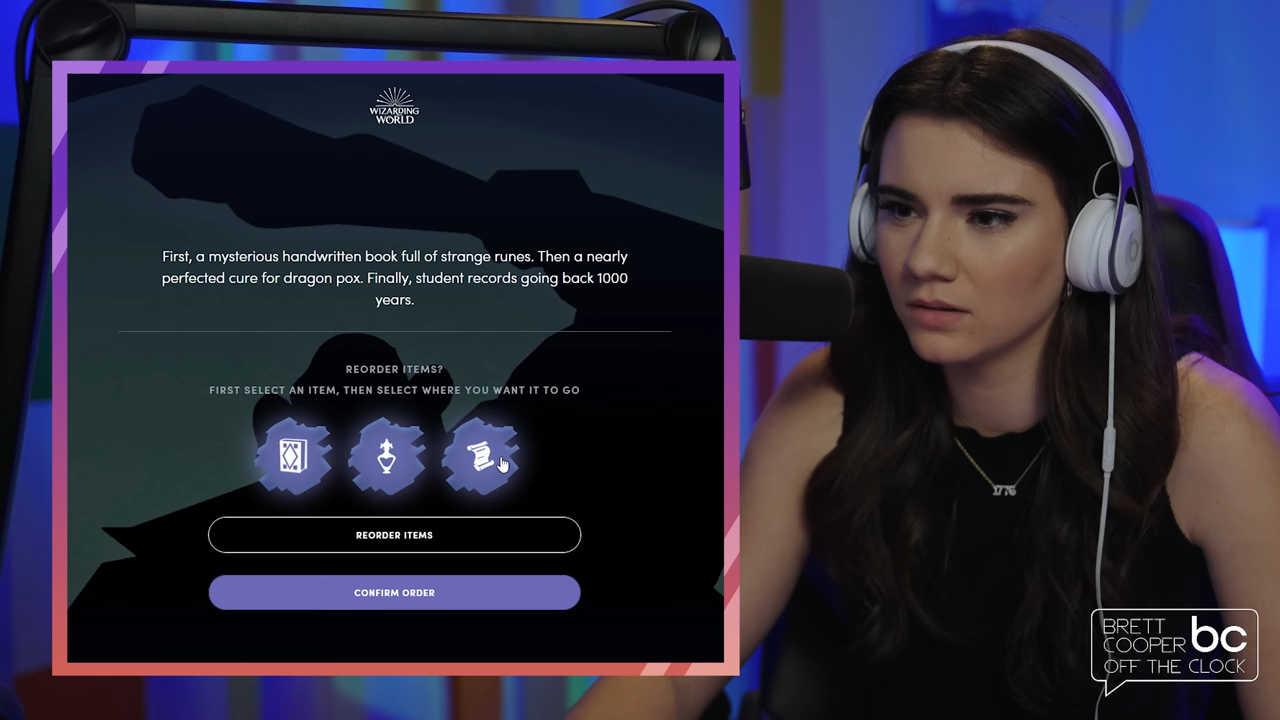 WIZARDING
WORLD
First, a mysterious handwritten book full of strange runes. Then a nearly
perfected cure for dragon pox. Finally, student records going back 1000
years.
REORDER ITEMS?
FIRST SELECT AN ITEM, THEN SELECT WHERE YOU WANT IT TO GO
REORDER ITEMS
CONFIRM ORDER
1776
BRETT
COOPER bc
OFF THE CLOCK